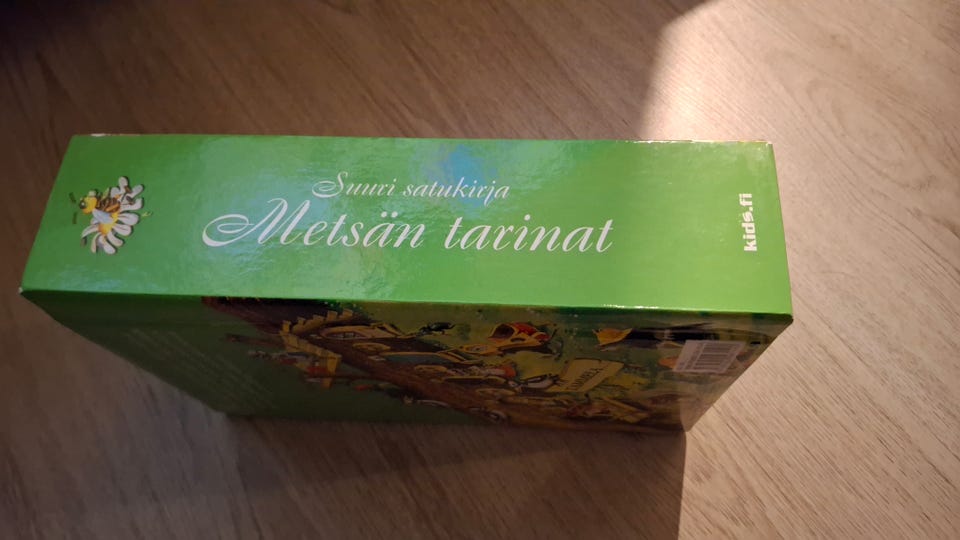 Suuri satukirja
Metsän tarinat
kids.fi